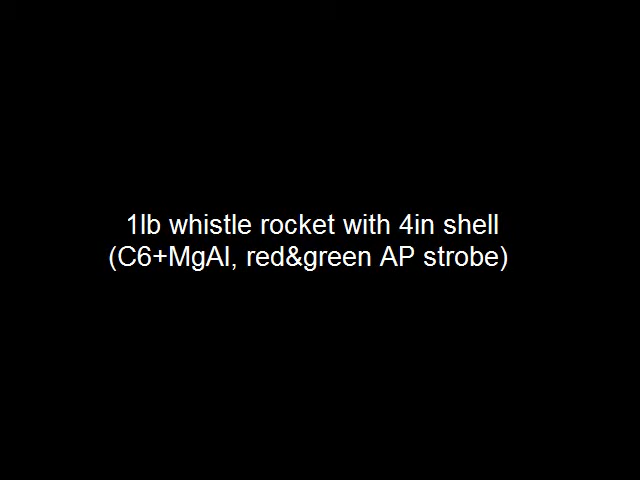 1lb whistle rocket with 4in shell
(C6+MgAl, red&green AP strobe)